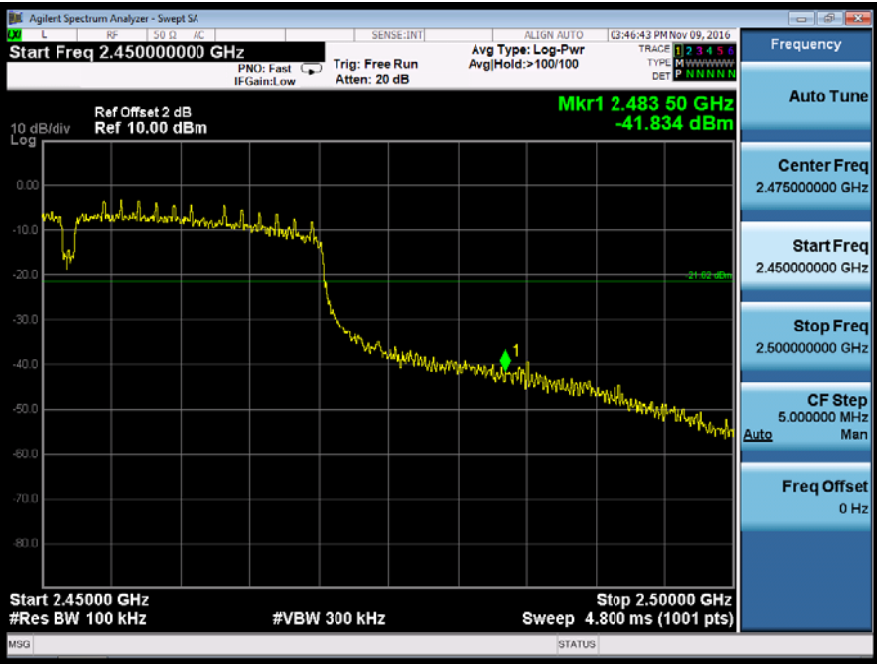 Agilent Spectrum Analyzer - Swept SA
LXI L RF 50 Ω AC SENSE:INT ALIGN AUTO 03:46:43 PM Nov 09, 2016
Start Freq 2.450000000 GHz
PNO: Fast
IFGain:Low
Trig: Free Run
Atten: 20 dB
Avg Type: Log-Pwr
Avg|Hold:>100/100
TRACE 1 2 3 4 5 6
TYPE M WWWWW
DET P N N N N N
Mkr1 2.483 50 GHz
-41.834 dBm
Ref Offset 2 dB
10 dB/div Ref 10.00 dBm
Log
0.00
-10.0
-20.0
-21.62 dBm
-30.0
1
-40.0
-50.0
-60.0
-70.0
-80.0
Start 2.45000 GHz Stop 2.50000 GHz
#Res BW 100 kHz #VBW 300 kHz Sweep 4.800 ms (1001 pts)
MSG STATUS
Frequency
Auto Tune
Center Freq
2.475000000 GHz
Start Freq
2.450000000 GHz
Stop Freq
2.500000000 GHz
CF Step
5.000000 MHz
Auto Man
Freq Offset
0 Hz